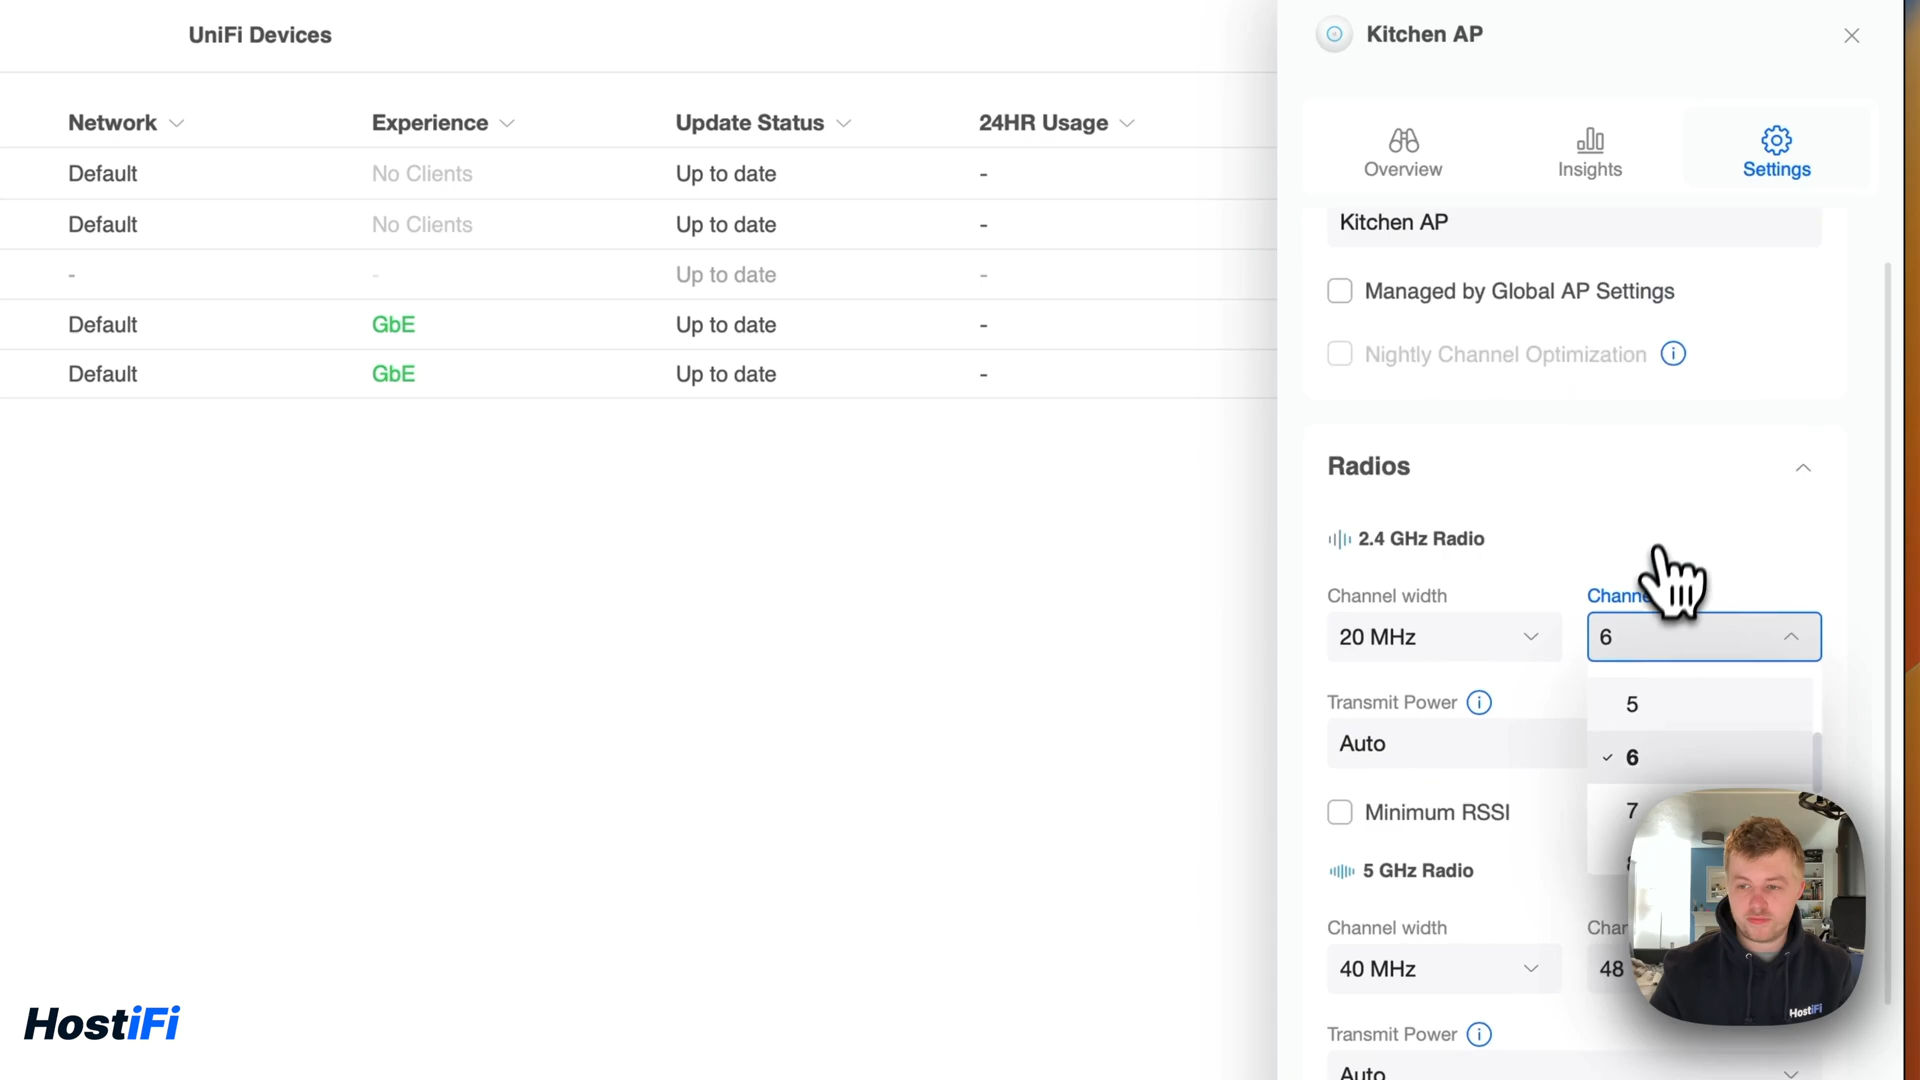 UniFi Devices
Kitchen AP
Network Experience Update Status 24HR Usage
Default No Clients Up to date -
Default No Clients Up to date -
- - Up to date -
Default GbE Up to date -
Default GbE Up to date -
Overview Insights Settings
Kitchen AP
Managed by Global AP Settings
Nightly Channel Optimization
Radios
2.4 GHz Radio
Channel width
20 MHz 6
5
6
7
Transmit Power
Auto
Minimum RSSI
5 GHz Radio
Channel width
40 MHz 48
Transmit Power
Auto
HostiFi
HostiFi